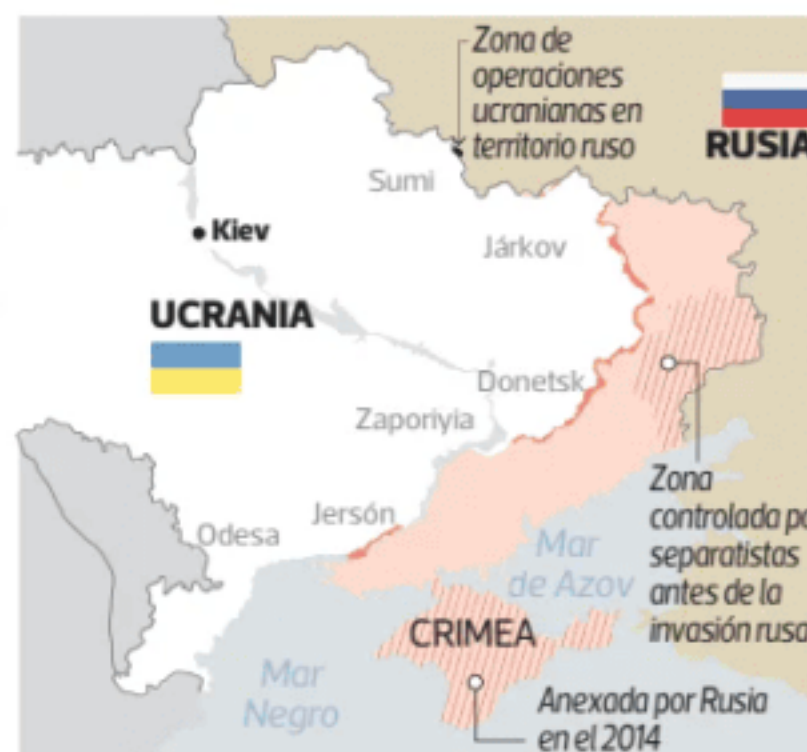 Zona de
operaciones
ucranianas en
territorio ruso
RUSIA
Sumi
Kiev
Járkov
UCRANIA
Donetsk
Zaporiyia
Zona
controlada po
separatistas
antes de la
invasión rusa
Jersón
Odesa
Mar
de Azov
CRIMEA
Mar
Negro
Anexada por Rusia
en el 2014